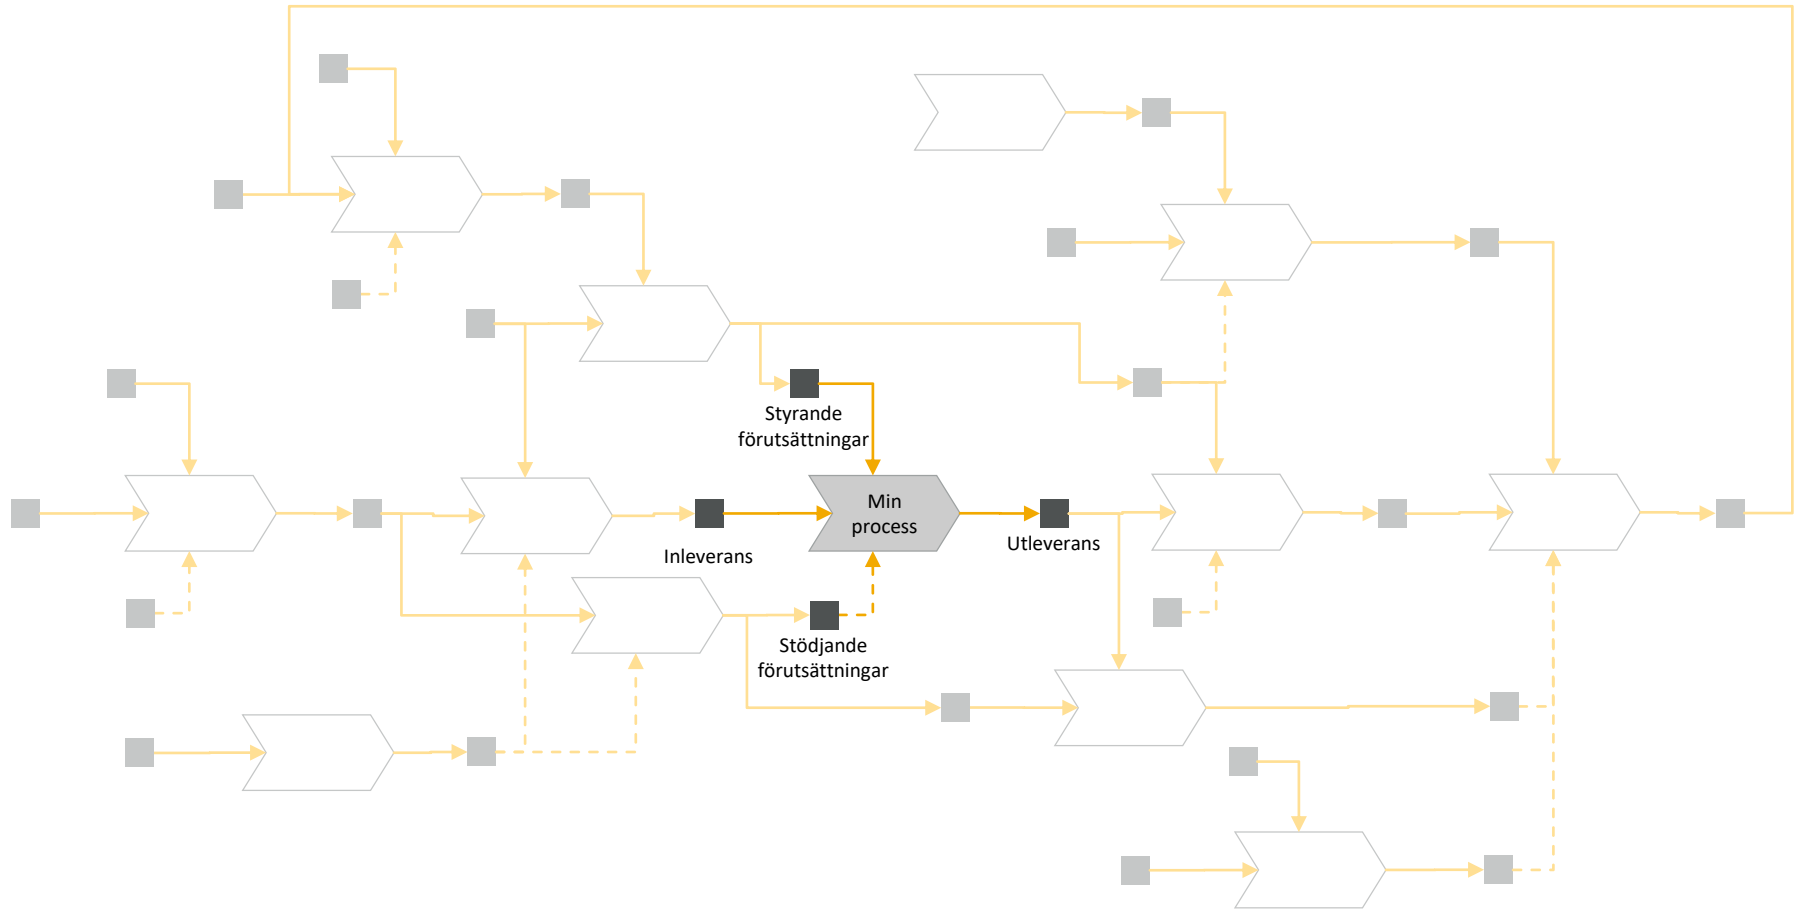 Styrande
förutsättningar
Min
process
Inleverans
Utleverans
Stödjande
förutsättningar